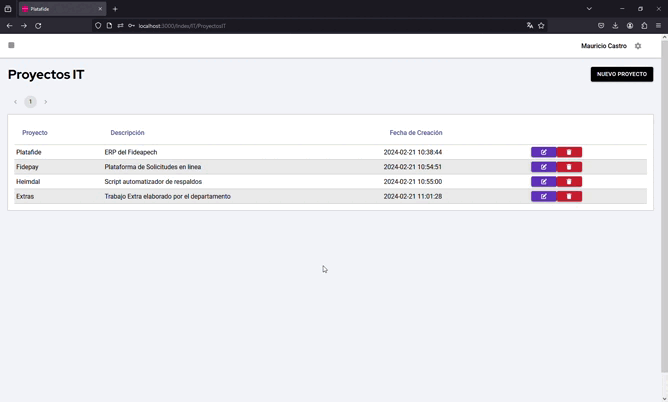 Platafide
localhost:3000/Index/IT/ProyectosIT
Mauricio Castro
Proyectos IT
NUEVO PROYECTO
1
Proyecto Descripción Fecha de Creación
Platafide ERP del Fideapech 2024-02-21 10:38:44
Fidepay Plataforma de Solicitudes en linea 2024-02-21 10:54:51
Heimdal Script automatizador de respaldos 2024-02-21 10:55:00
Extras Trabajo Extra elaborado por el departamento 2024-02-21 11:01:28